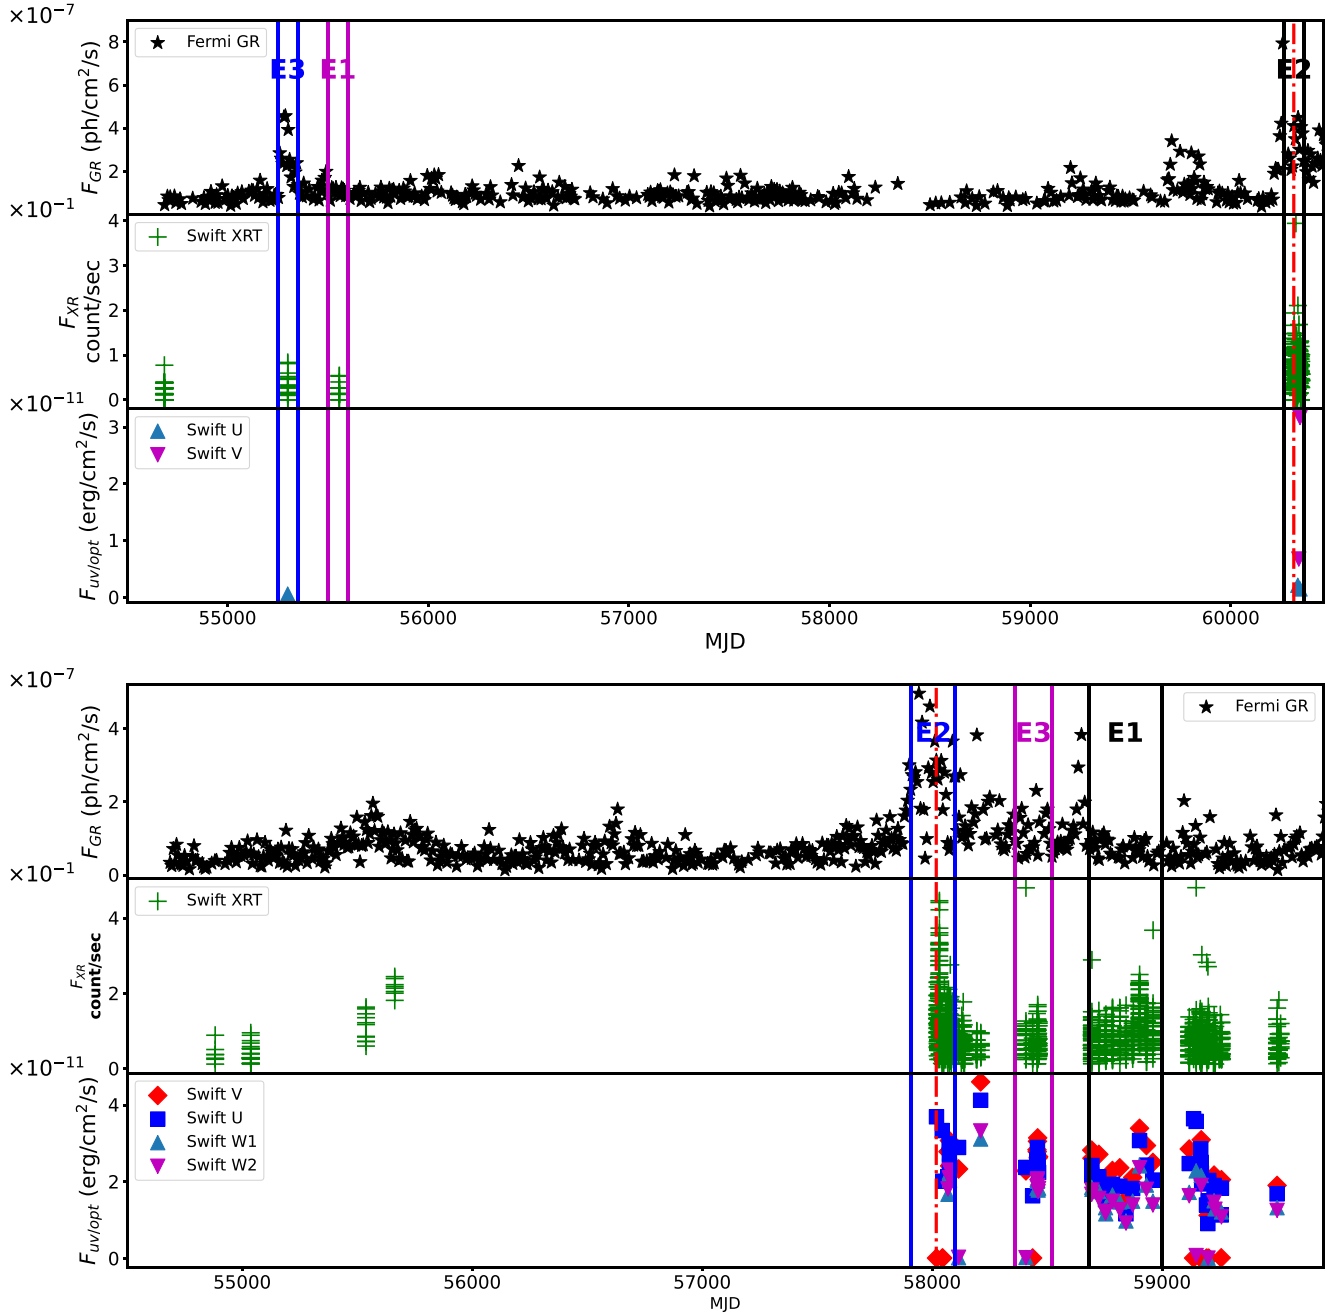 ×10−7
Fermi GR
E3
E1
E2
8
6
4
2
F_GR (ph/cm2/s)
×10−1
Swift XRT
4
3
2
1
0
F_XR
count/sec
×10−11
Swift U
Swift V
3
2
1
0
F_uv/opt (erg/cm2/s)
55000
56000
57000
58000
59000
60000
MJD
×10−7
Fermi GR
E2
E3
E1
4
2
0
F_GR (ph/cm2/s)
×10−1
Swift XRT
4
2
0
F_XR
count/sec
×10−11
Swift V
Swift U
Swift W1
Swift W2
4
2
0
F_uv/opt (erg/cm2/s)
55000
56000
57000
58000
59000
MJD